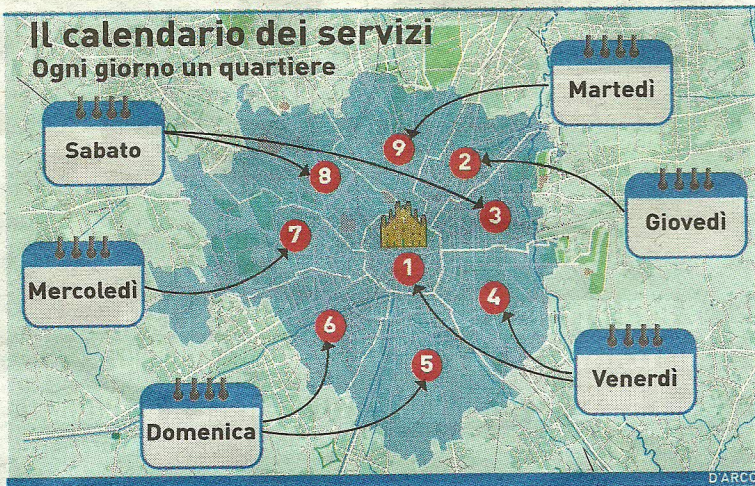 Il calendario dei servizi
Ogni giorno un quartiere
Martedì
Sabato
9
2
8
3
Giovedì
7
Mercoledì
1
4
6
5
Venerdì
Domenica
D'ARCO